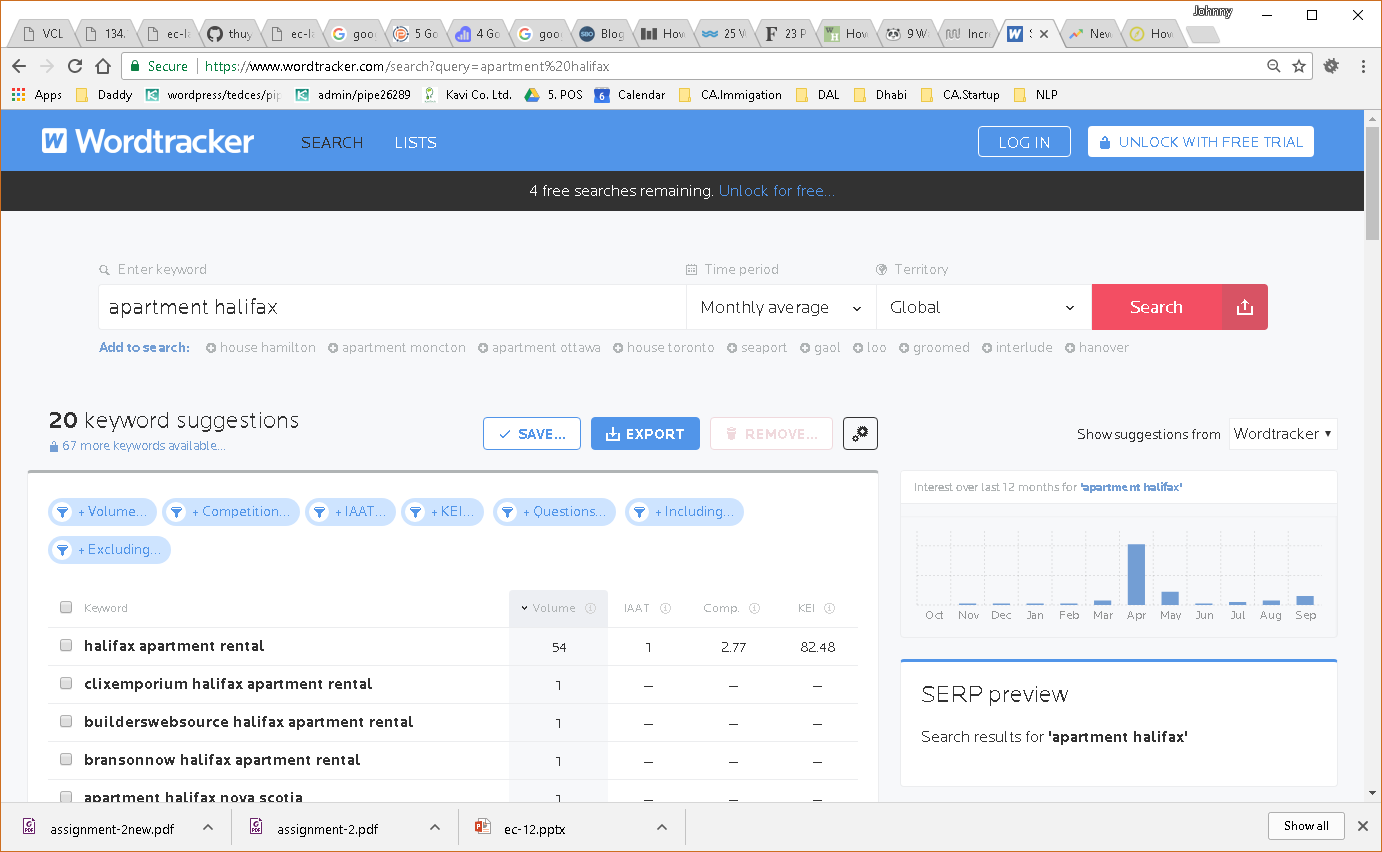 Johnny
VCL 134. ec-la thuy ec-la goo 5 Go 4 Go goo Blog How 25 V 23 P How 9 W Incre New How
Secure https://www.wordtracker.com/search?query=apartment%20halifax
Apps Daddy wordpress/tedces/pip admin/pipe26289 Kavi Co. Ltd. 5. POS 6 Calendar CA.Immigation DAL Dhabi CA.Startup NLP
W Wordtracker SEARCH LISTS LOG IN UNLOCK WITH FREE TRIAL
4 free searches remaining. Unlock for free...
Enter keyword Time period Territory
apartment halifax Monthly average Global Search
Add to search: house hamilton apartment moncton apartment ottawa house toronto seaport gaol loo groomed interlude hanover
20 keyword suggestions
67 more keywords available...
SAVE... EXPORT REMOVE... Show suggestions from Wordtracker
Interest over last 12 months for 'apartment halifax'
+ Volume... + Competition... + IAAT... + KEI... + Questions... + Including...
+ Excluding...
Oct Nov Dec Jan Feb Mar Apr May Jun Jul Aug Sep
Keyword Volume IAAT Comp. KEI
halifax apartment rental 54 1 2.77 82.48
clixemporium halifax apartment rental 1 – – –
builderswebsource halifax apartment rental 1 – – –
bransonnow halifax apartment rental 1 – – –
apartment halifax nova scotia 1 – – –
SERP preview
Search results for 'apartment halifax'
assignment-2new.pdf assignment-2.pdf ec-12.pptx Show all